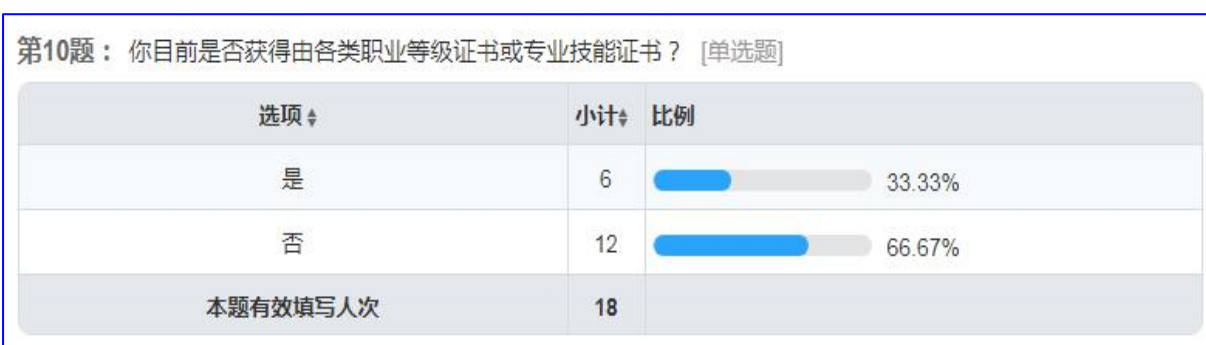 第10题： 你目前是否获得由各类职业等级证书或专业技能证书？ [单选题]
选项 小计 比例
是 6 33.33%
否 12 66.67%
本题有效填写人次 18